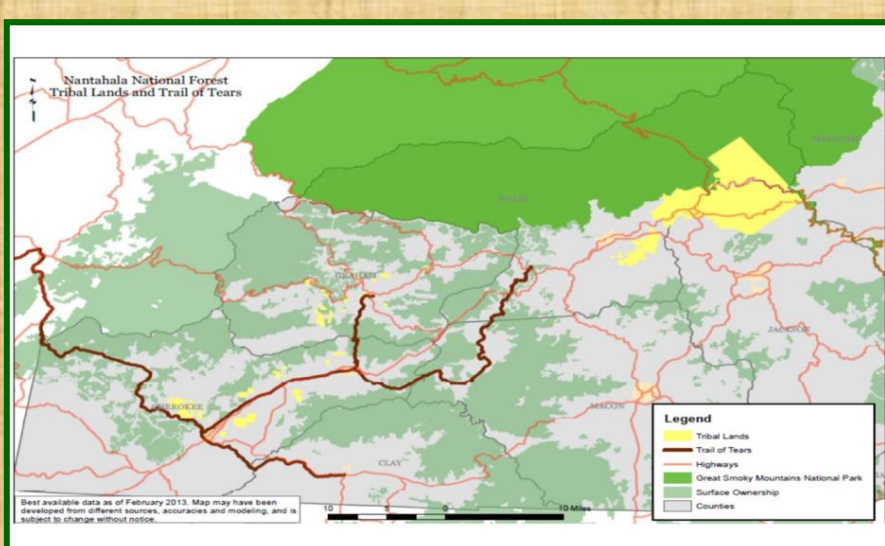 Nantahala National Forest
Tribal Lands and Trail of Tears
HAYWOOD
SWAIN
GRAHAM
JACKSON
CHEROKEE
MACON
CLAY
Legend
Tribal Lands
Trail of Tears
Highways
Great Smoky Mountains National Park
Surface Ownership
Counties
Best available data as of February 2013. Map may have been
developed from different sources, accuracies and modeling, and is
subject to change without notice.
10 5 0 10 Miles